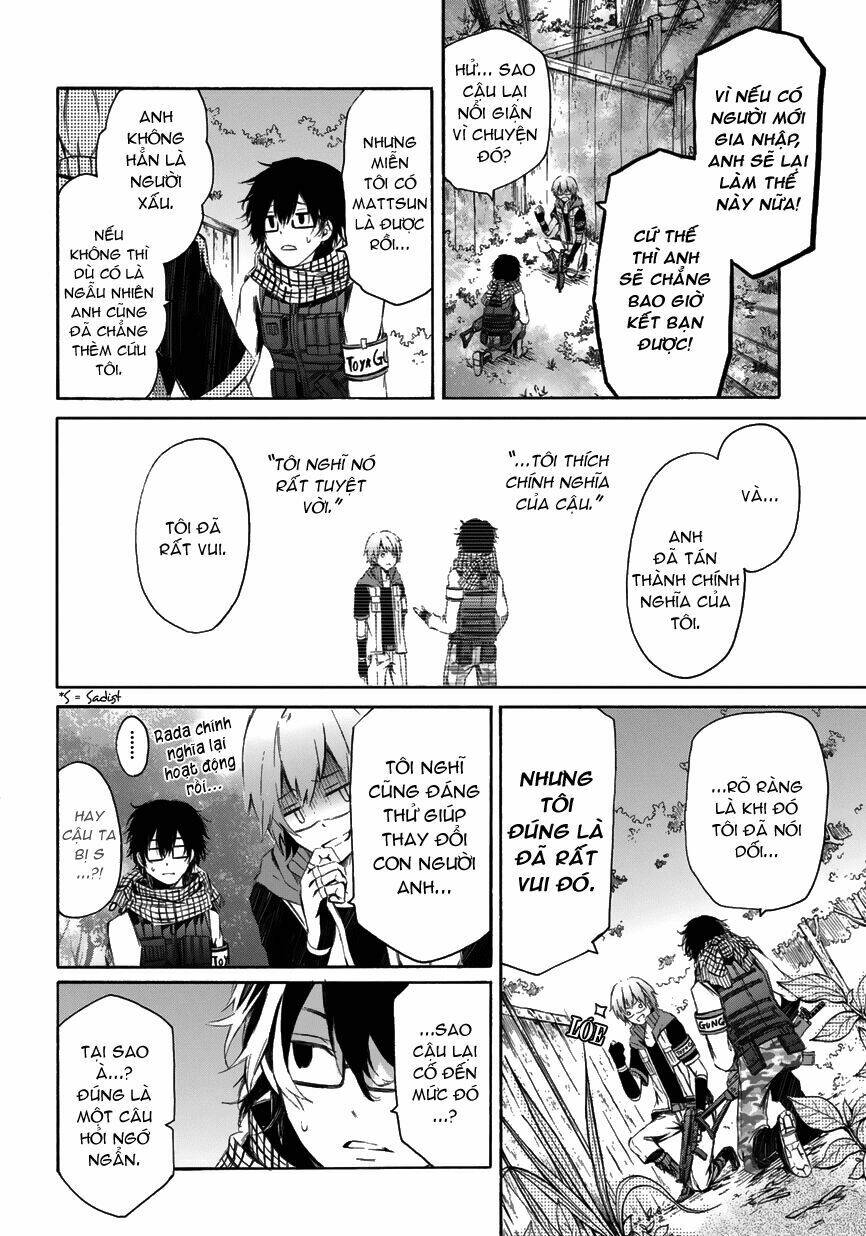 VÌ NẾU CÓ
NGƯỜI MỚI
GIA NHẬP,
ANH SẼ LẠI
LÀM THẾ
NÀY NỮA!
CỨ THẾ
THÌ ANH
SẼ CHẲNG
BAO GIỜ
KẾT BẠN
ĐƯỢC!
HỬ... SAO
CẬU LẠI
NỔI GIẬN
VÌ CHUYỆN
ĐÓ?
NHƯNG
MIỄN
TÔI CÓ
MATTSUN
LÀ ĐƯỢC
RỒI...
ANH
KHÔNG
HẲN LÀ
NGƯỜI
XẤU.
NẾU
KHÔNG THÌ
DÙ CÓ LÀ
NGẪU NHIÊN
ANH CŨNG
ĐÃ CHẲNG
THÈM CỨU
TÔI.
TOY☆GU
VÀ...
ANH
ĐÃ TÁN
THÀNH CHÍNH
NGHĨA CỦA
TÔI.
"...TÔI THÍCH
CHÍNH NGHĨA
CỦA CẬU."
"TÔI NGHĨ NÓ
RẤT TUYỆT
VỜI."
TÔI ĐÃ
RẤT VUI.
*S = Sadist
...RÕ RÀNG
LÀ KHI ĐÓ
TÔI ĐÃ NÓI
DỐI...
NHƯNG
TÔI
ĐÚNG LÀ
ĐÃ RẤT
VUI ĐÓ.
LÓE
GUNG
TÔI NGHĨ
CŨNG ĐÁNG
THỬ GIÚP
THAY ĐỔI
CON NGƯỜI
ANH...
Rada chính
nghĩa lại
hoạt động
rồi...
......
HAY
CẬU TA
BỊ S
...?!
TOY☆
...SAO
CẬU LẠI
CỐ ĐẾN
MỨC ĐÓ
...?
TẠI SAO
À...?
ĐÚNG LÀ
MỘT CÂU
HỎI NGỚ
NGẨN.